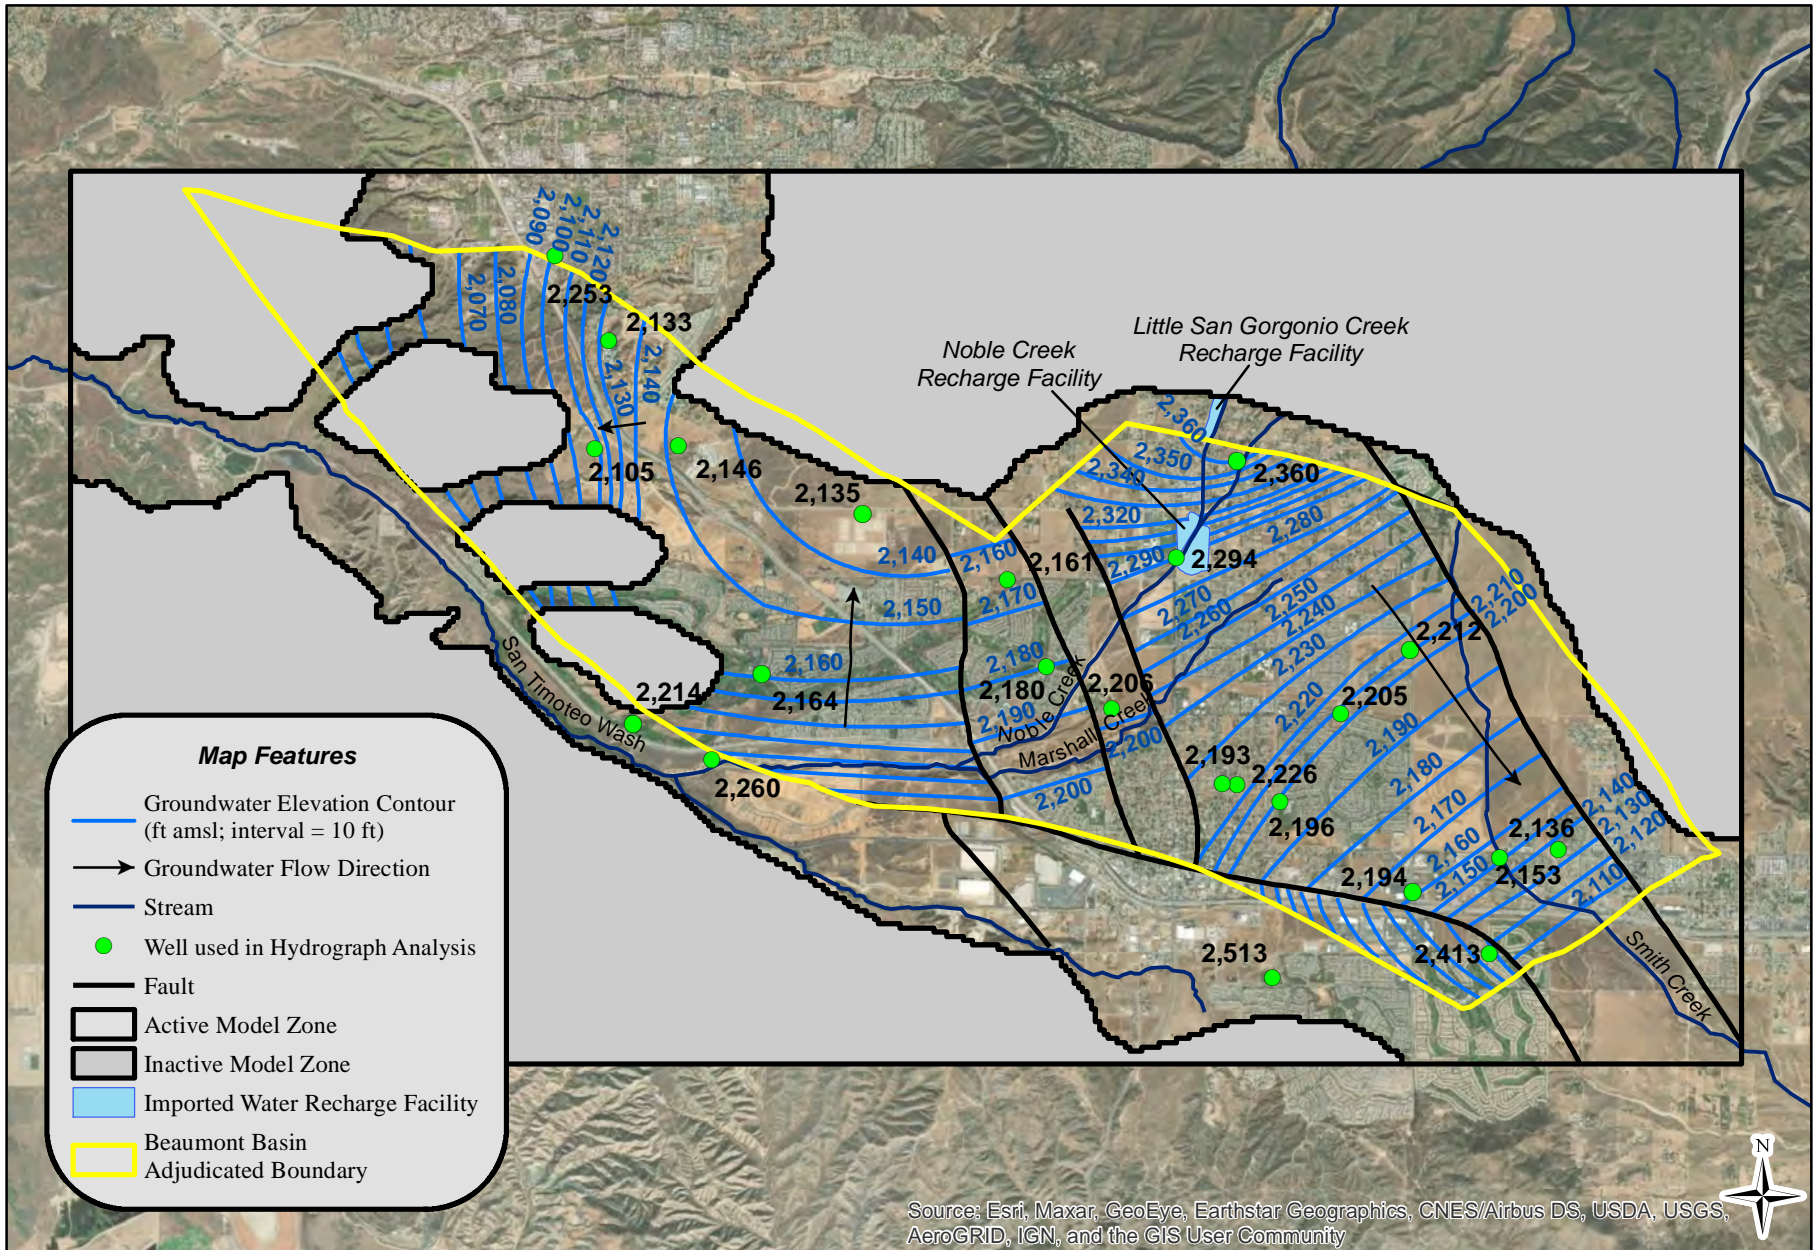 2,090
2,100
2,110
2,120
2,253
2,070
2,080
2,133
2,130
2,140
Little San Gorgonio Creek
Recharge Facility
Noble Creek
Recharge Facility
2,105
2,146
2,135
2,360
2,350
2,340
2,360
2,320
2,280
2,290
2,294
2,140
2,160
2,161
2,150
2,170
2,270
2,260
2,250
2,240
2,230
2,210
2,200
2,212
2,160
2,164
2,180
2,180
2,206
2,220
2,205
2,190
2,214
San Timoteo Wash
2,190
Noble Creek
Marshall Creek
2,200
2,200
2,260
2,193
2,226
2,196
2,180
2,170
2,160
2,150
2,140
2,130
2,120
2,110
2,136
2,153
2,194
2,413
2,513
Smith Creek
Map Features
Groundwater Elevation Contour
(ft amsl; interval = 10 ft)
Groundwater Flow Direction
Stream
Well used in Hydrograph Analysis
Fault
Active Model Zone
Inactive Model Zone
Imported Water Recharge Facility
Beaumont Basin
Adjudicated Boundary
N
Source: Esri, Maxar, GeoEye, Earthstar Geographics, CNES/Airbus DS, USDA, USGS,
AeroGRID, IGN, and the GIS User Community